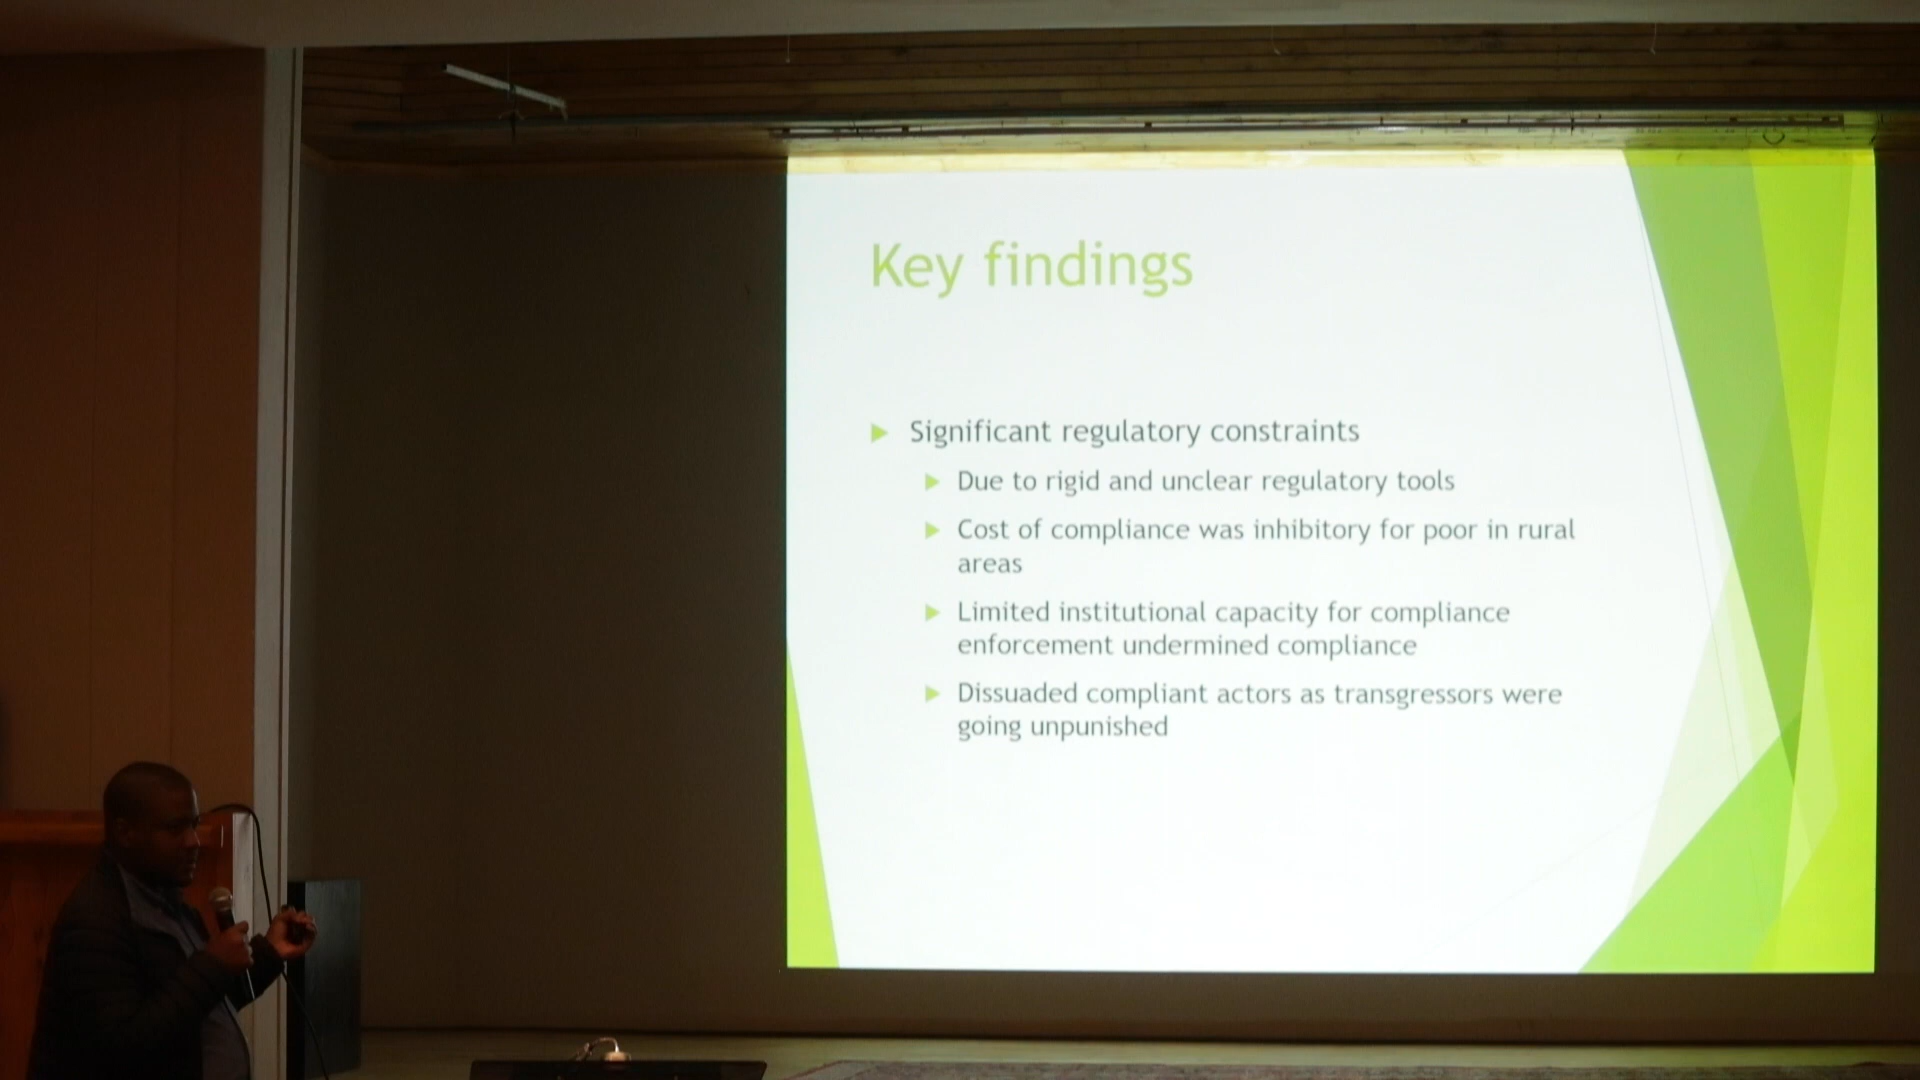 Key findings
Significant regulatory constraints
Due to rigid and unclear regulatory tools
Cost of compliance was inhibitory for poor in rural
areas
Limited institutional capacity for compliance
enforcement undermined compliance
Dissuaded compliant actors as transgressors were
going unpunished